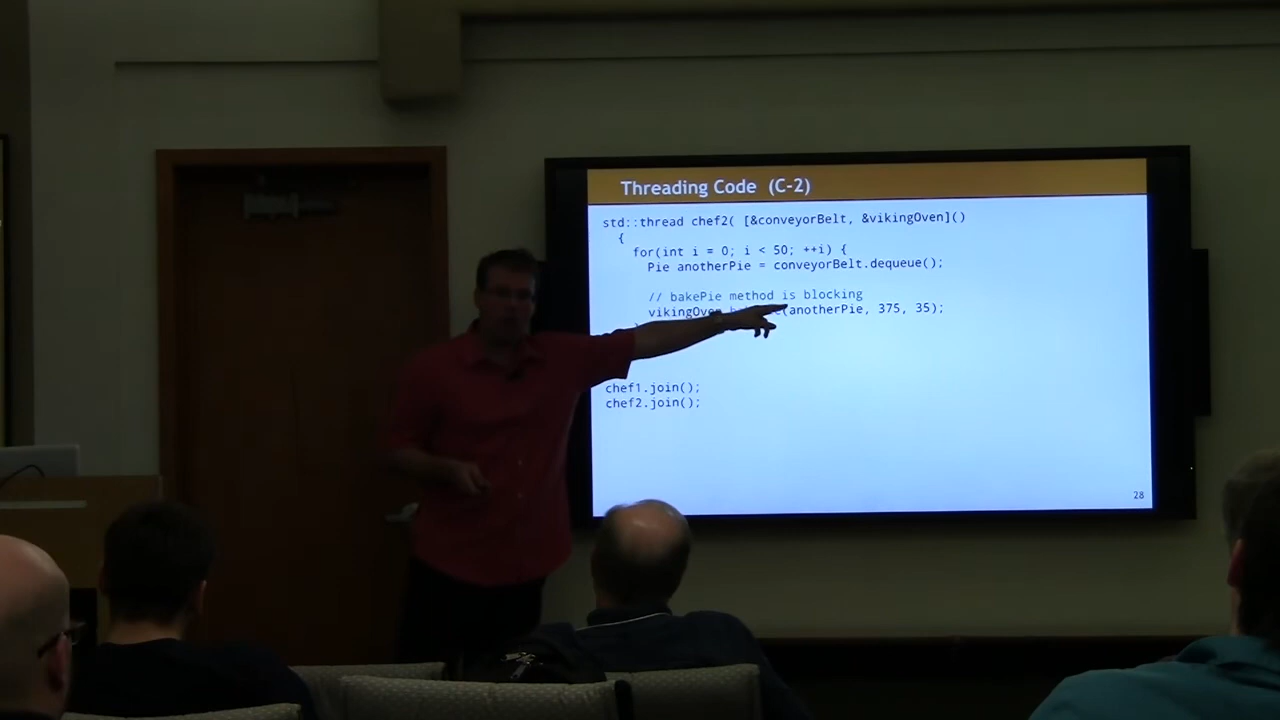 Threading Code (C-2)
std::thread chef2( [&conveyorBelt, &vikingOven]()
{
for(int i = 0; i < 50; ++i) {
Pie anotherPie = conveyorBelt.dequeue();
// bakePie method is blocking
vikingOven (anotherPie, 375, 35);
chef1.join();
chef2.join();
28